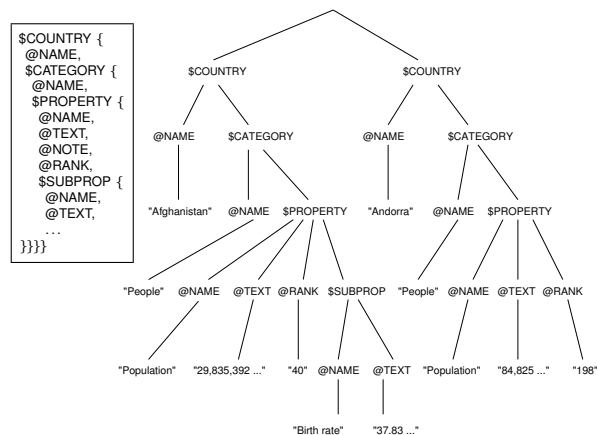 $COUNTRY {
@NAME,
$CATEGORY {
@NAME,
$PROPERTY {
@NAME,
@TEXT,
@NOTE,
@RANK,
$SUBPROP {
@NAME,
@TEXT,
...
}}}}
$COUNTRY $COUNTRY
@NAME $CATEGORY @NAME $CATEGORY
"Afghanistan" @NAME $PROPERTY "Andorra" @NAME $PROPERTY
"People" @NAME @TEXT @RANK $SUBPROP "People" @NAME @TEXT @RANK
"Population" "29,835,392 ..." "40" @NAME @TEXT "Population" "84,825 ..." "198"
"Birth rate" "37.83 ..."